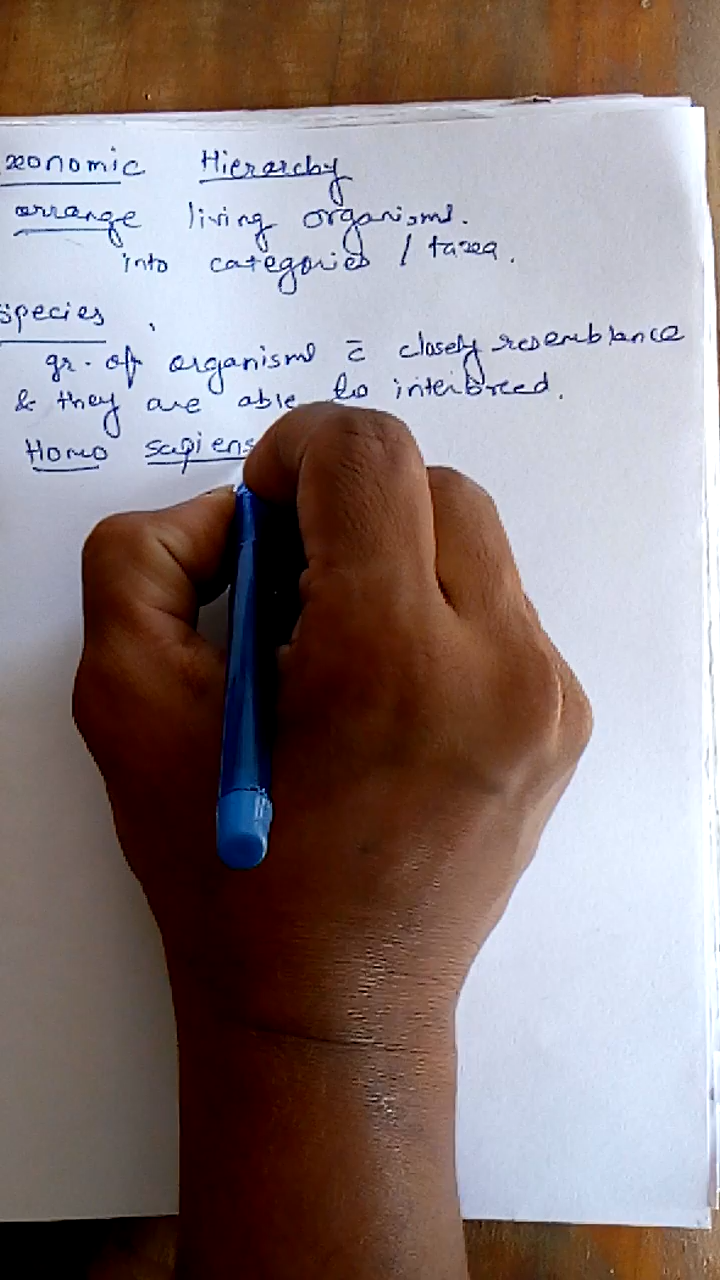 xonomic Hierarchy
arrange living organisms.
into categories / taxa.
species
gr. of organisms c̄ closely resemblance
& they are able to interbreed.
Homo sapiens